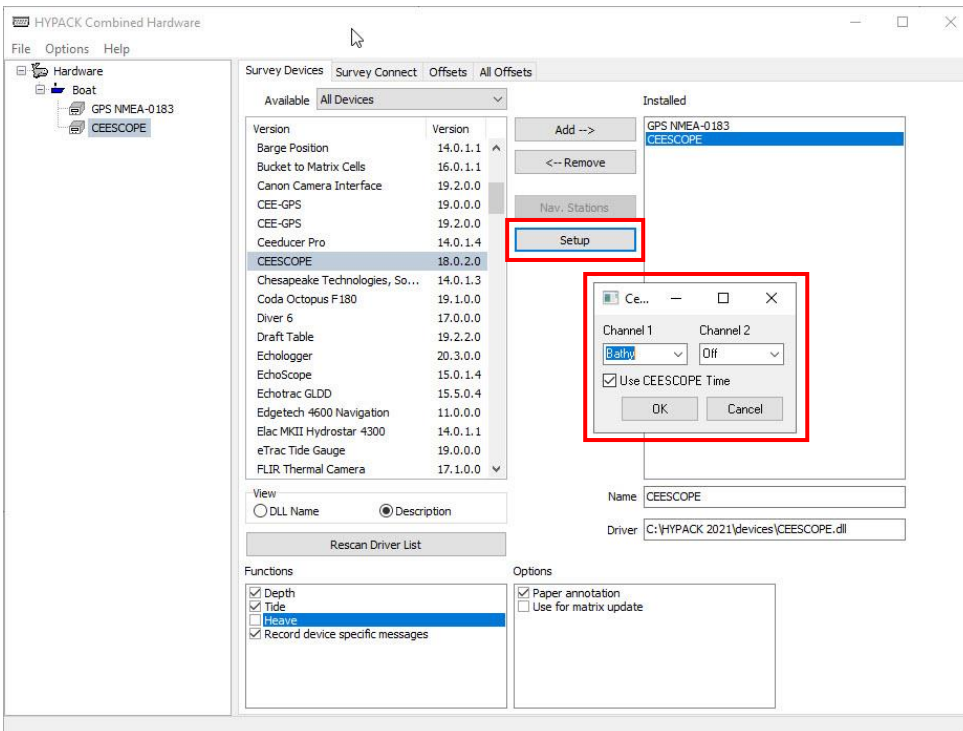 HYPACK Combined Hardware
File Options Help
Hardware
Boat
GPS NMEA-0183
CEESCOPE
Survey Devices Survey Connect Offsets All Offsets
Available All Devices
Version Version
Barge Position 14.0.1.1
Bucket to Matrix Cells 16.0.1.1
Canon Camera Interface 19.2.0.0
CEE-GPS 19.0.0.0
CEE-GPS 19.2.0.0
Ceeducer Pro 14.0.1.4
CEESCOPE 18.0.2.0
Chesapeake Technologies, So... 14.0.1.3
Coda Octopus F180 19.1.0.0
Diver 6 17.0.0.0
Draft Table 19.2.2.0
Echologger 20.3.0.0
EchoScope 15.0.1.4
Echotrac GLDD 15.5.0.4
Edgetech 4600 Navigation 11.0.0.0
Elac MKII Hydrostar 4300 14.0.1.1
eTrac Tide Gauge 19.0.0.0
FLIR Thermal Camera 17.1.0.0
View
DLL Name Description
Rescan Driver List
Add -->
<-- Remove
Nav. Stations
Setup
Installed
GPS NMEA-0183
CEESCOPE
Ce...
Channel 1 Channel 2
Bathy Off
Use CEESCOPE Time
OK Cancel
Name CEESCOPE
Driver C:\HYPACK 2021\devices\CEESCOPE.dll
Functions
Depth
Tide
Heave
Record device specific messages
Options
Paper annotation
Use for matrix update